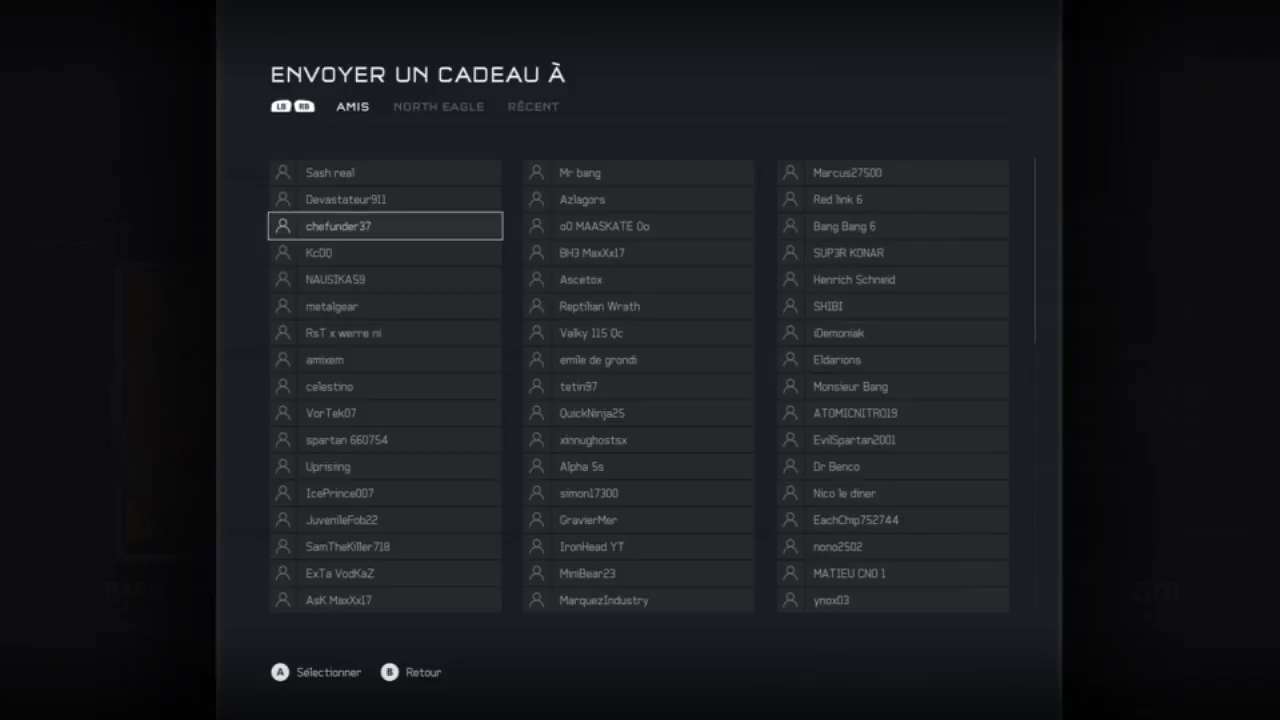 ENVOYER UN CADEAU À
LB RB AMIS NORTH EAGLE RÉCENT
Sash real Mr bang Marcus27500
Devastateur911 Azlagors Red link 6
chefunder37 oO MAASKATE Oo Bang Bang 6
KcDQ BH3 MaxXx17 SUP3R KONAR
NAUSIKA59 Ascetox Henrich Schneid
metalgear Reptilian Wrath SHIBI
RsT x werre ni Valky 115 Qc iDemoniak
amixem emile de grondi Eldarions
celestino tetin97 Monsieur Bang
VorTek07 QuickNinja25 ATOMICNITRO19
spartan 660754 xinnughostsx EvilSpartan2001
Uprising Alpha 5s Dr Benco
IcePrince007 simon17300 Nico le diner
JuvenileFob22 GravierMer EachChip752744
SamTheKiller718 IronHead YT nono2502
ExTa VodKaZ MimiBear23 MATIEU CNO 1
AsK MaxXx17 MarquezIndustry ynox03
A Sélectionner B Retour